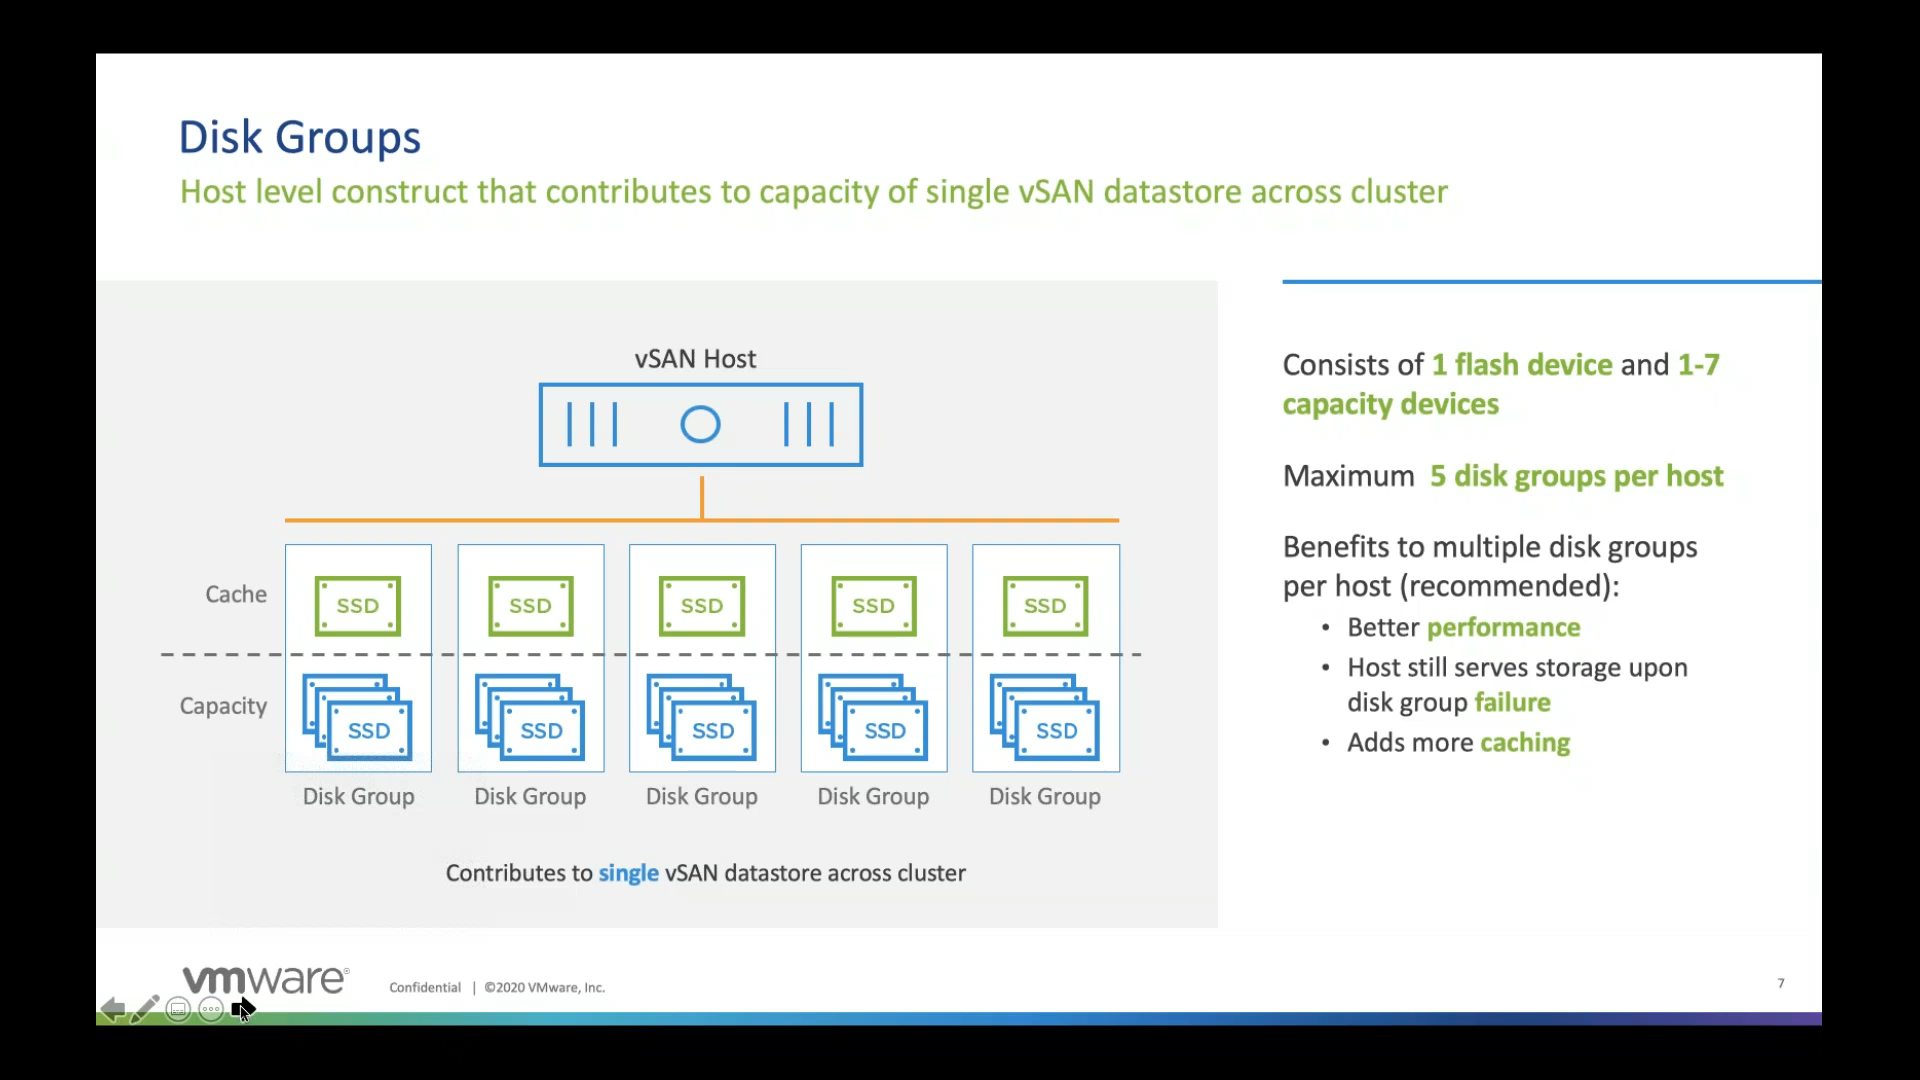 Disk Groups
Host level construct that contributes to capacity of single vSAN datastore across cluster
vSAN Host
Cache
SSD SSD SSD SSD SSD
Capacity
SSD SSD SSD SSD SSD
Disk Group Disk Group Disk Group Disk Group Disk Group
Contributes to single vSAN datastore across cluster
Consists of 1 flash device and 1-7
capacity devices
Maximum 5 disk groups per host
Benefits to multiple disk groups
per host (recommended):
• Better performance
• Host still serves storage upon
disk group failure
• Adds more caching
vmware®
Confidential | ©2020 VMware, Inc.
7